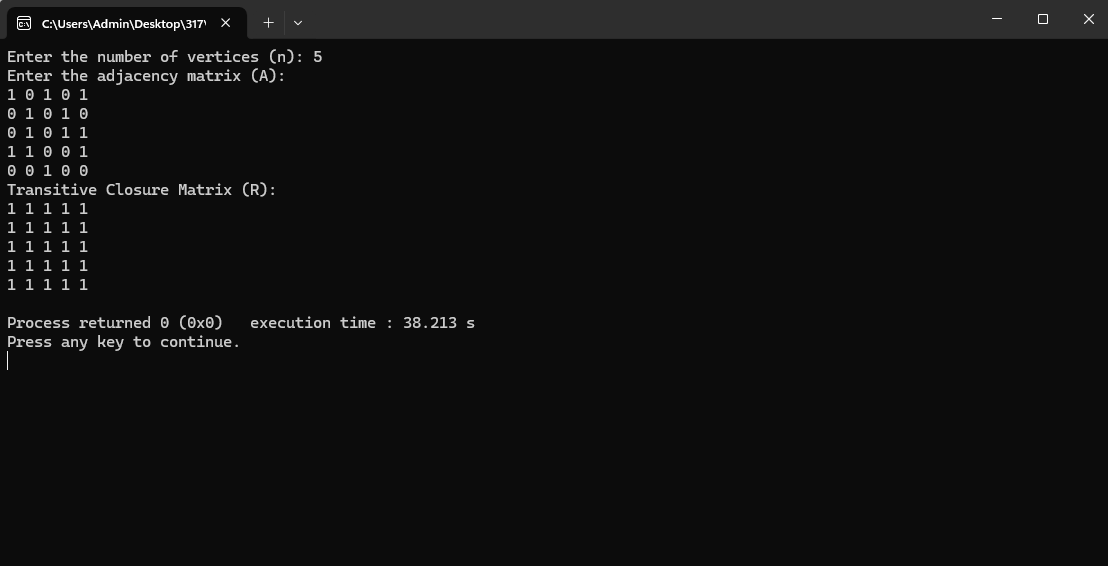 C:\Users\Admin\Desktop\317\
Enter the number of vertices (n): 5
Enter the adjacency matrix (A):
1 0 1 0 1
0 1 0 1 0
0 1 0 1 1
1 1 0 0 1
0 0 1 0 0
Transitive Closure Matrix (R):
1 1 1 1 1
1 1 1 1 1
1 1 1 1 1
1 1 1 1 1
1 1 1 1 1
Process returned 0 (0x0)   execution time : 38.213 s
Press any key to continue.